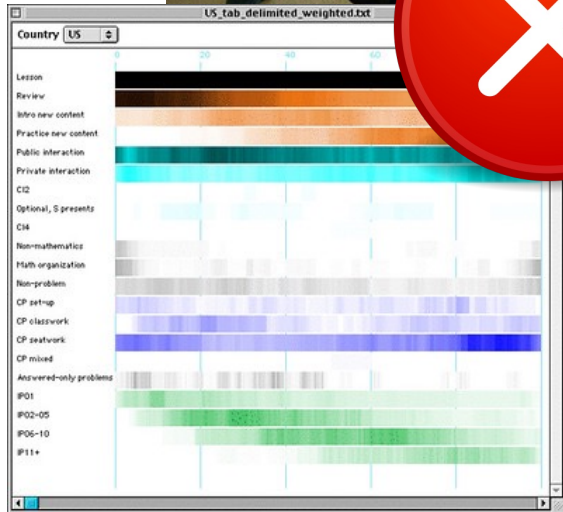 US_tab_delimited_weighted.txt
Country US
0 20 40 60
Lesson
Review
Intro new content
Practice new content
Public interaction
Private interaction
CI2
Optional, S presents
CI4
Non-mathematics
Math organization
Non-problem
CP set-up
CP classwork
CP seatwork
CP mixed
Answered-only problems
IP01
IP02-05
IP06-10
IP11+